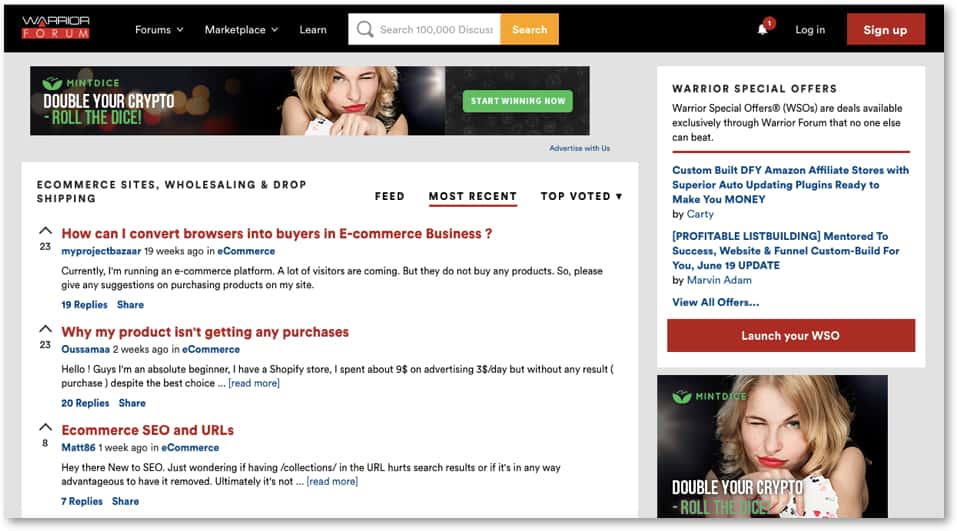 WARRIOR
FORUM
Forums
Marketplace
Learn
Search 100,000 Discus
Search
1
Log in
Sign up
MINTDICE
DOUBLE YOUR CRYPTO
- ROLL THE DICE!
START WINNING NOW
Advertise with Us
ECOMMERCE SITES, WHOLESALING & DROP
SHIPPING
FEED
MOST RECENT
TOP VOTED ▼
23
How can I convert browsers into buyers in E-commerce Business ?
myprojectbazaar 19 weeks ago in eCommerce
Currently, I'm running an e-commerce platform. A lot of visitors are coming. But they do not buy any products. So, please
give any suggestions on purchasing products on my site.
19 Replies Share
23
Why my product isn't getting any purchases
Oussamaa 2 weeks ago in eCommerce
Hello ! Guys I'm an absolute beginner, I have a Shopify store, I spent about 9$ on advertising 3$/day but without any result (
purchase ) despite the best choice ... [read more]
20 Replies Share
8
Ecommerce SEO and URLs
Matt86 1 week ago in eCommerce
Hey there New to SEO. Just wondering if having /collections/ in the URL hurts search results or if it's in any way
advantageous to have it removed. Ultimately it's not ... [read more]
7 Replies Share
WARRIOR SPECIAL OFFERS
Warrior Special Offers® (WSOs) are deals available
exclusively through Warrior Forum that no one else
can beat.
Custom Built DFY Amazon Affiliate Stores with
Superior Auto Updating Plugins Ready to
Make You MONEY
by Carty
[PROFITABLE LISTBUILDING] Mentored To
Success, Website & Funnel Custom-Build For
You, June 19 UPDATE
by Marvin Adam
View All Offers...
Launch your WSO
MINTDICE
DOUBLE YOUR CRYPTO
- ROLL THE DICE!